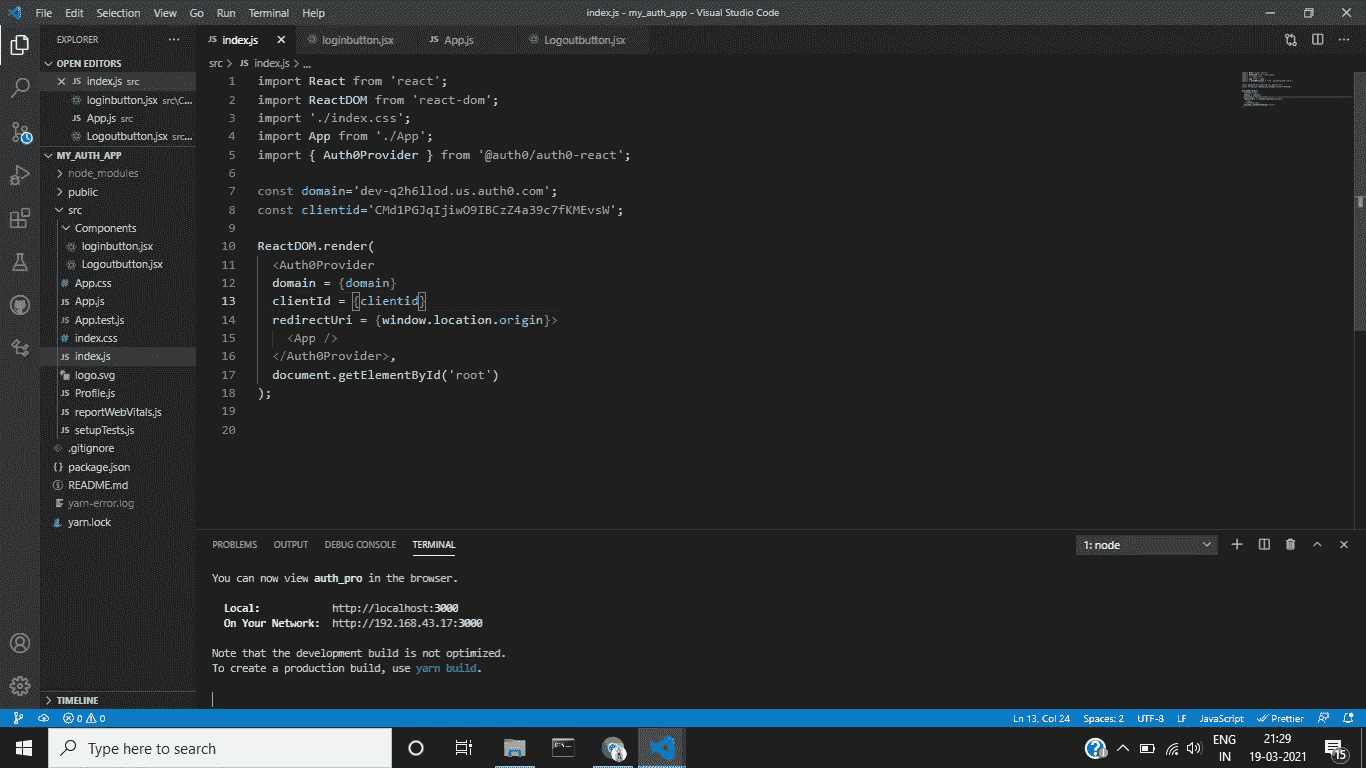 File Edit Selection View Go Run Terminal Help index.js - my_auth_app - Visual Studio Code
EXPLORER ...
OPEN EDITORS
JS index.js src
loginbutton.jsx src\C...
JS App.js src
Logoutbutton.jsx src...
MY_AUTH_APP
node_modules
public
src
Components
loginbutton.jsx
Logoutbutton.jsx
# App.css
JS App.js
JS App.test.js
# index.css
JS index.js
logo.svg
JS Profile.js
JS reportWebVitals.js
JS setupTests.js
.gitignore
{} package.json
README.md
yarn-error.log
yarn.lock
TIMELINE
JS index.js loginbutton.jsx JS App.js Logoutbutton.jsx
src > JS index.js > ...
1 import React from 'react';
2 import ReactDOM from 'react-dom';
3 import './index.css';
4 import App from './App';
5 import { Auth0Provider } from '@auth0/auth0-react';
6
7 const domain='dev-q2h6llod.us.auth0.com';
8 const clientid='CMd1PGJqIjiwO9IBCzZ4a39c7fKMEvsW';
9
10 ReactDOM.render(
11 <Auth0Provider
12 domain = {domain}
13 clientId = {clientid}
14 redirectUri = {window.location.origin}>
15 <App />
16 </Auth0Provider>,
17 document.getElementById('root')
18 );
19
20
PROBLEMS OUTPUT DEBUG CONSOLE TERMINAL 1: node
You can now view auth_pro in the browser.
Local: http://localhost:3000
On Your Network: http://192.168.43.17:3000
Note that the development build is not optimized.
To create a production build, use yarn build.
0 0 Ln 13, Col 24 Spaces: 2 UTF-8 LF JavaScript Prettier
Type here to search
ENG
IN
21:29
19-03-2021
15